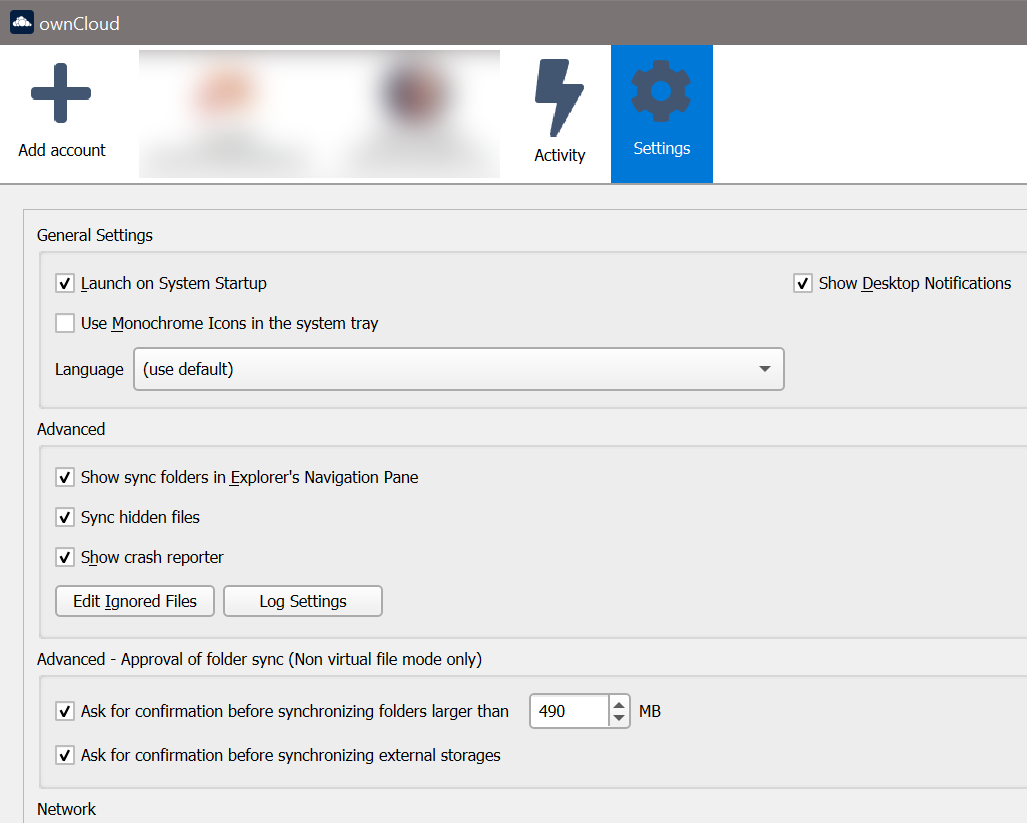 ownCloud
Add account
Activity
Settings
General Settings
Launch on System Startup
Show Desktop Notifications
Use Monochrome Icons in the system tray
Language (use default)
Advanced
Show sync folders in Explorer's Navigation Pane
Sync hidden files
Show crash reporter
Edit Ignored Files Log Settings
Advanced - Approval of folder sync (Non virtual file mode only)
Ask for confirmation before synchronizing folders larger than 490 MB
Ask for confirmation before synchronizing external storages
Network